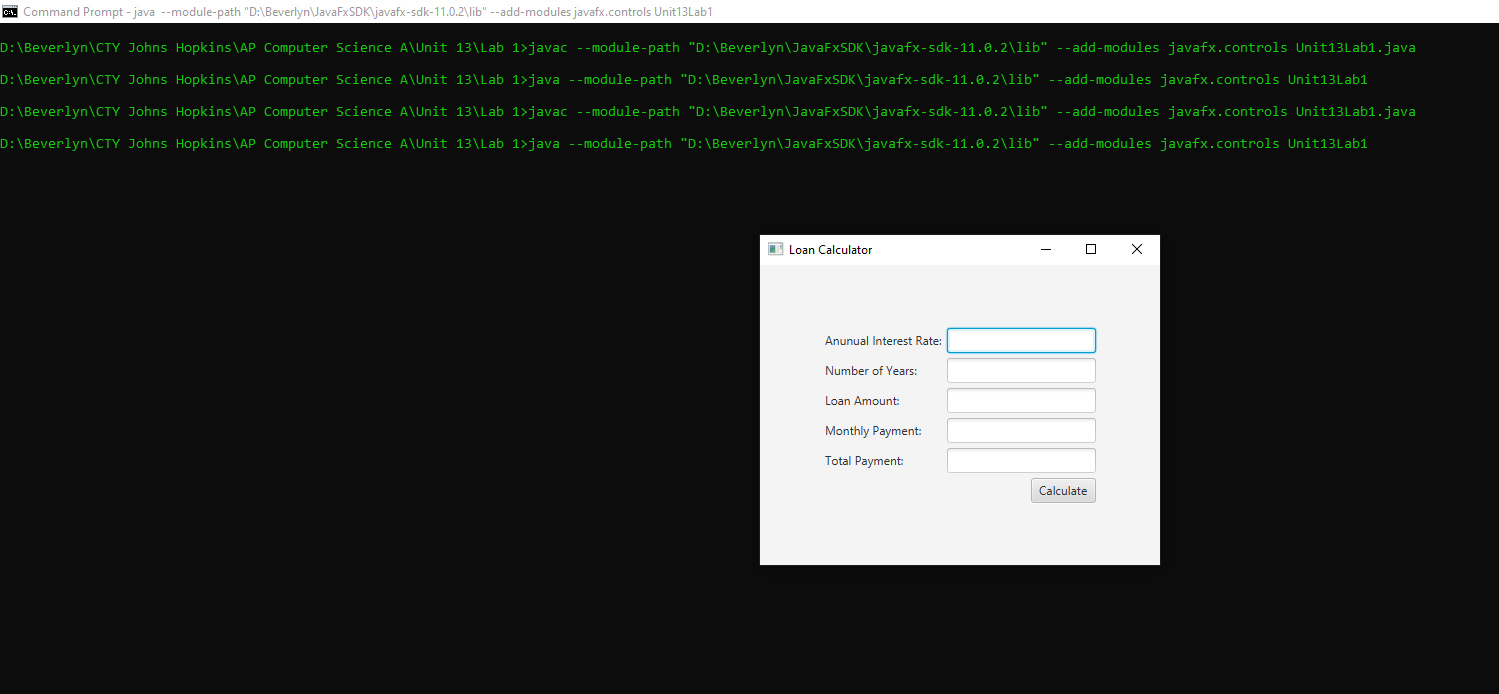 Command Prompt - java  --module-path "D:\Beverlyn\JavaFxSDK\javafx-sdk-11.0.2\lib" --add-modules javafx.controls Unit13Lab1
D:\Beverlyn\CTY Johns Hopkins\AP Computer Science A\Unit 13\Lab 1>javac --module-path "D:\Beverlyn\JavaFxSDK\javafx-sdk-11.0.2\lib" --add-modules javafx.controls Unit13Lab1.java
D:\Beverlyn\CTY Johns Hopkins\AP Computer Science A\Unit 13\Lab 1>java --module-path "D:\Beverlyn\JavaFxSDK\javafx-sdk-11.0.2\lib" --add-modules javafx.controls Unit13Lab1
D:\Beverlyn\CTY Johns Hopkins\AP Computer Science A\Unit 13\Lab 1>javac --module-path "D:\Beverlyn\JavaFxSDK\javafx-sdk-11.0.2\lib" --add-modules javafx.controls Unit13Lab1.java
D:\Beverlyn\CTY Johns Hopkins\AP Computer Science A\Unit 13\Lab 1>java --module-path "D:\Beverlyn\JavaFxSDK\javafx-sdk-11.0.2\lib" --add-modules javafx.controls Unit13Lab1
Loan Calculator
Anunual Interest Rate:
Number of Years:
Loan Amount:
Monthly Payment:
Total Payment:
Calculate